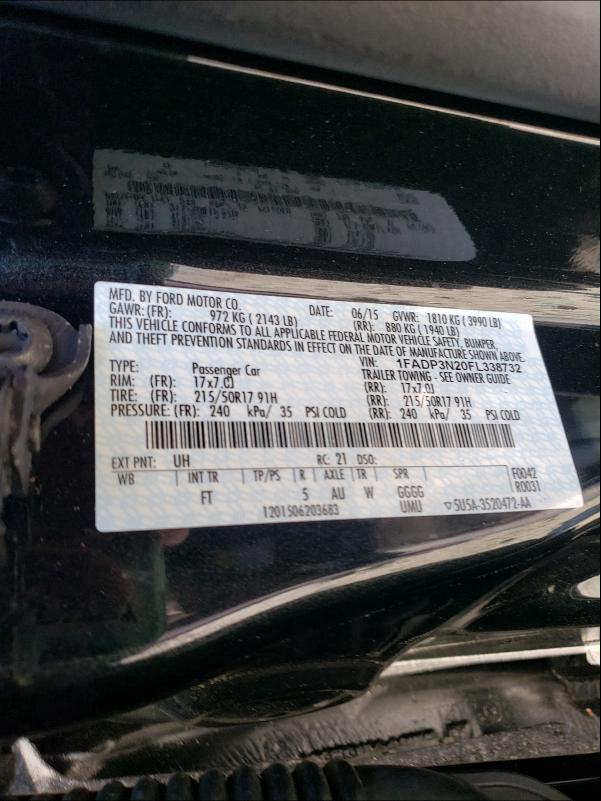 MFD. BY FORD MOTOR CO.
DATE: 06/15 GVWR: 1810 KG ( 3990 LB)
GAWR: (FR): 972 KG ( 2143 LB) (RR): 880 KG ( 1940 LB)
THIS VEHICLE CONFORMS TO ALL APPLICABLE FEDERAL MOTOR VEHICLE SAFETY, BUMPER,
AND THEFT PREVENTION STANDARDS IN EFFECT ON THE DATE OF MANUFACTURE SHOWN ABOVE.
VIN: 1FADP3N20FL338732
TYPE: Passenger Car TRAILER TOWING - SEE OWNER GUIDE
RIM: (FR): 17x7.0J (RR): 17x7.0J
TIRE: (FR): 215/50R17 91H (RR): 215/50R17 91H
PRESSURE: (FR): 240 kPa/ 35 PSI COLD (RR): 240 kPa/ 35 PSI COLD
EXT PNT: UH RC: 21 DSO:
WB INT TR TP/PS R AXLE TR SPR F0042
FT 5 AU W GGGG R0031
1201506203683 UMU ▽5U5A-3520472-AA